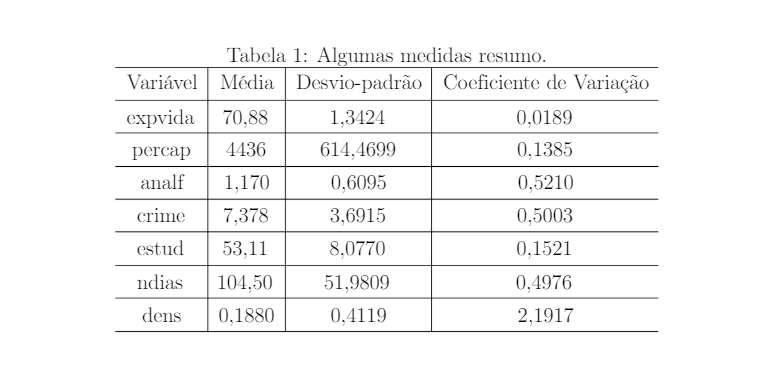 Tabela 1: Algumas medidas resumo.
Variável Média Desvio-padrão Coeficiente de Variação
expvida 70,88 1,3424 0,0189
percap 4436 614,4699 0,1385
analf 1,170 0,6095 0,5210
crime 7,378 3,6915 0,5003
estud 53,11 8,0770 0,1521
ndias 104,50 51,9809 0,4976
dens 0,1880 0,4119 2,1917